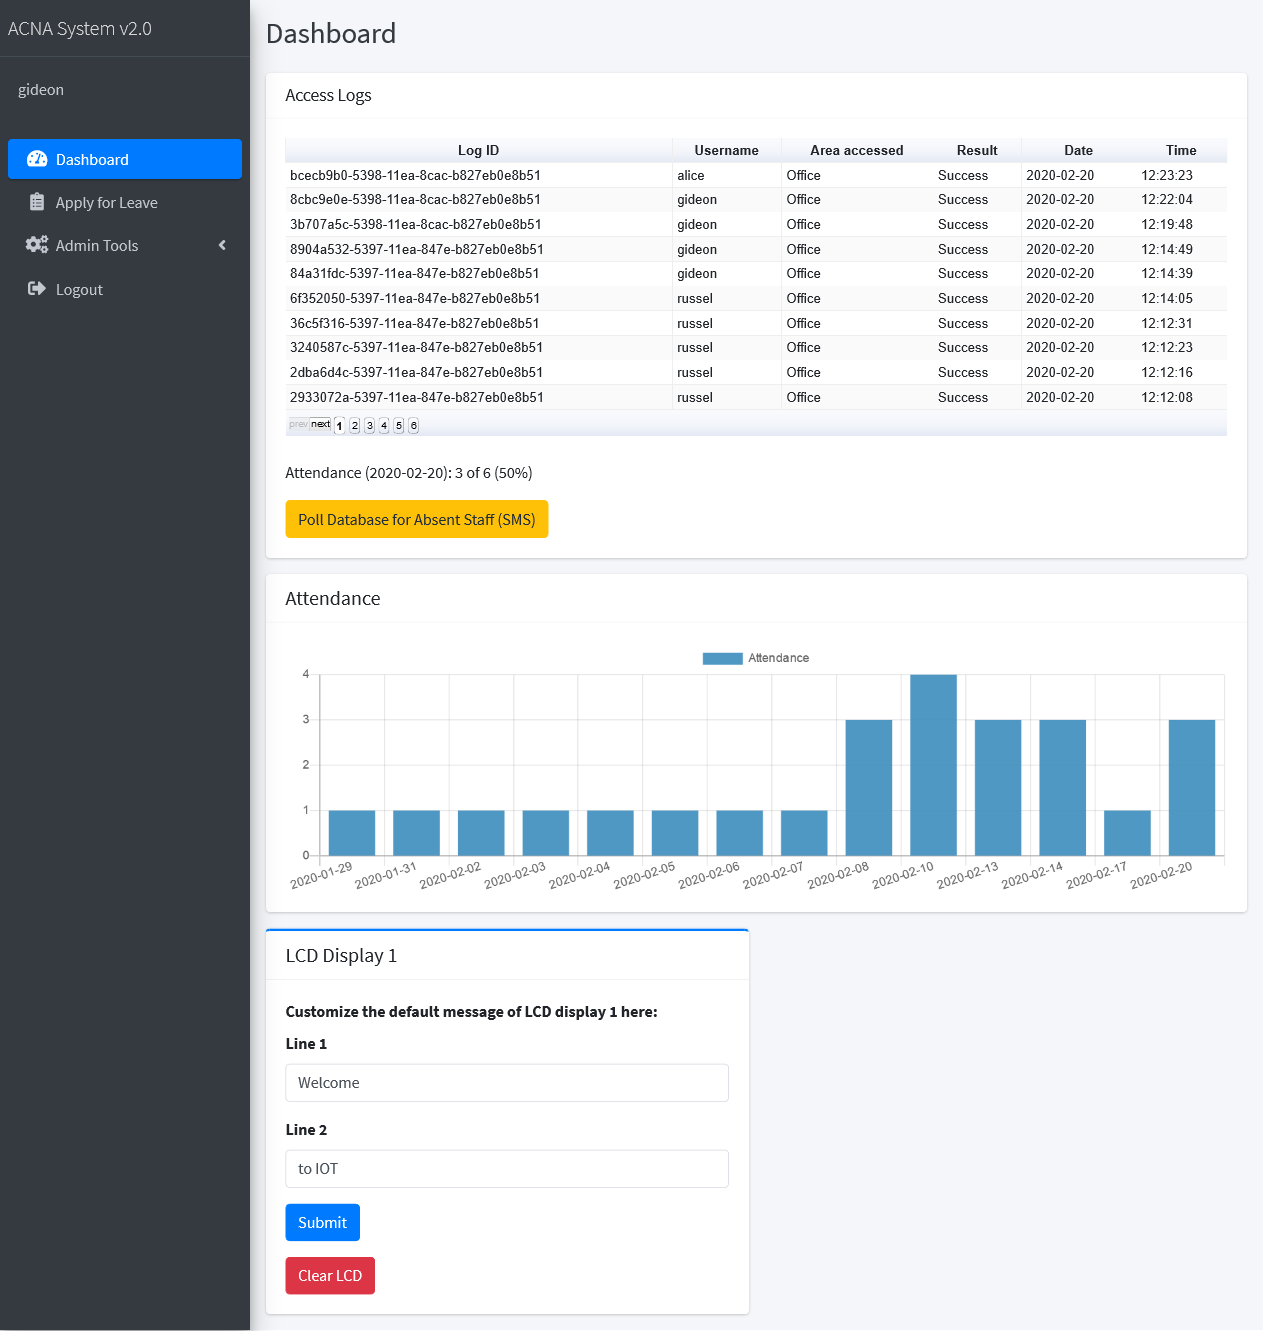 ACNA System v2.0
gideon
Dashboard
Apply for Leave
Admin Tools
Logout
Dashboard
Access Logs
Log ID Username Area accessed Result Date Time
bcecb9b0-5398-11ea-8cac-b827eb0e8b51 alice Office Success 2020-02-20 12:23:23
8cbc9e0e-5398-11ea-8cac-b827eb0e8b51 gideon Office Success 2020-02-20 12:22:04
3b707a5c-5398-11ea-8cac-b827eb0e8b51 gideon Office Success 2020-02-20 12:19:48
8904a532-5397-11ea-847e-b827eb0e8b51 gideon Office Success 2020-02-20 12:14:49
84a31fdc-5397-11ea-847e-b827eb0e8b51 gideon Office Success 2020-02-20 12:14:39
6f352050-5397-11ea-847e-b827eb0e8b51 russel Office Success 2020-02-20 12:14:05
36c5f316-5397-11ea-847e-b827eb0e8b51 russel Office Success 2020-02-20 12:12:31
3240587c-5397-11ea-847e-b827eb0e8b51 russel Office Success 2020-02-20 12:12:23
2dba6d4c-5397-11ea-847e-b827eb0e8b51 russel Office Success 2020-02-20 12:12:16
2933072a-5397-11ea-847e-b827eb0e8b51 russel Office Success 2020-02-20 12:12:08
prev next 1 2 3 4 5 6
Attendance (2020-02-20): 3 of 6 (50%)
Poll Database for Absent Staff (SMS)
Attendance
Attendance
4
3
2
1
0
2020-01-29 2020-01-31 2020-02-02 2020-02-03 2020-02-04 2020-02-05 2020-02-06 2020-02-07 2020-02-08 2020-02-10 2020-02-13 2020-02-14 2020-02-17 2020-02-20
LCD Display 1
Customize the default message of LCD display 1 here:
Line 1
Welcome
Line 2
to IOT
Submit
Clear LCD